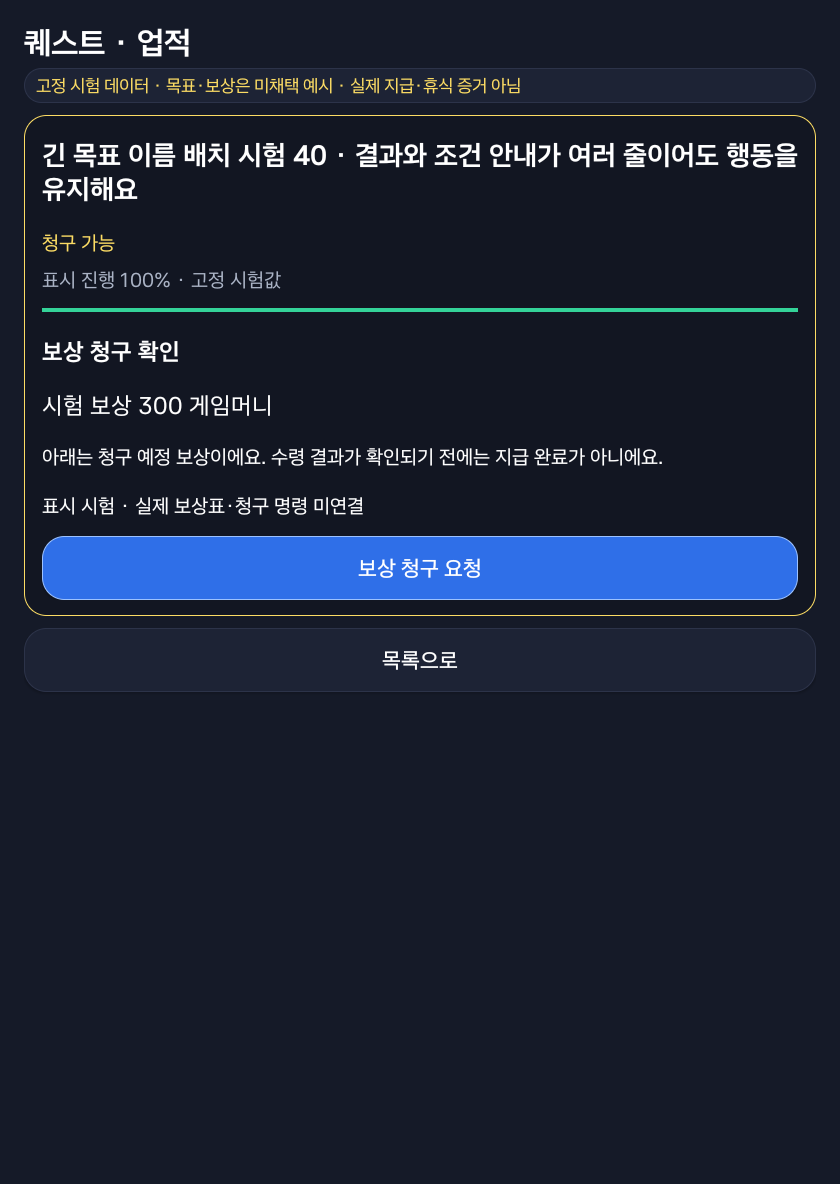 퀘스트 · 업적
고정 시험 데이터 · 목표·보상은 미채택 예시 · 실제 지급·휴식 증거 아님
긴 목표 이름 배치 시험 40 · 결과와 조건 안내가 여러 줄이어도 행동을
유지해요
청구 가능
표시 진행 100% · 고정 시험값
보상 청구 확인
시험 보상 300 게임머니
아래는 청구 예정 보상이에요. 수령 결과가 확인되기 전에는 지급 완료가 아니에요.
표시 시험 · 실제 보상표·청구 명령 미연결
보상 청구 요청
목록으로